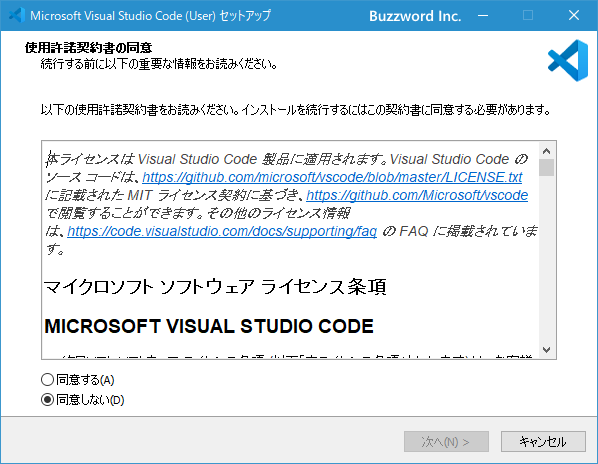 Microsoft Visual Studio Code (User) セットアップ
Buzzword Inc.
使用許諾契約書の同意
続行する前に以下の重要な情報をお読みください。
以下の使用許諾契約書をお読みください。インストールを続行するにはこの契約書に同意する必要があります。
本ライセンスは Visual Studio Code 製品に適用されます。Visual Studio Code の
ソース コードは、https://github.com/microsoft/vscode/blob/master/LICENSE.txt
に記載された MIT ライセンス契約に基づき、https://github.com/Microsoft/vscode
で閲覧することができます。その他のライセンス情報
は、https://code.visualstudio.com/docs/supporting/faq の FAQ に掲載されていま
す。
マイクロソフト ソフトウェア ライセンス条項
MICROSOFT VISUAL STUDIO CODE
同意する(A)
同意しない(D)
次へ(N) >
キャンセル